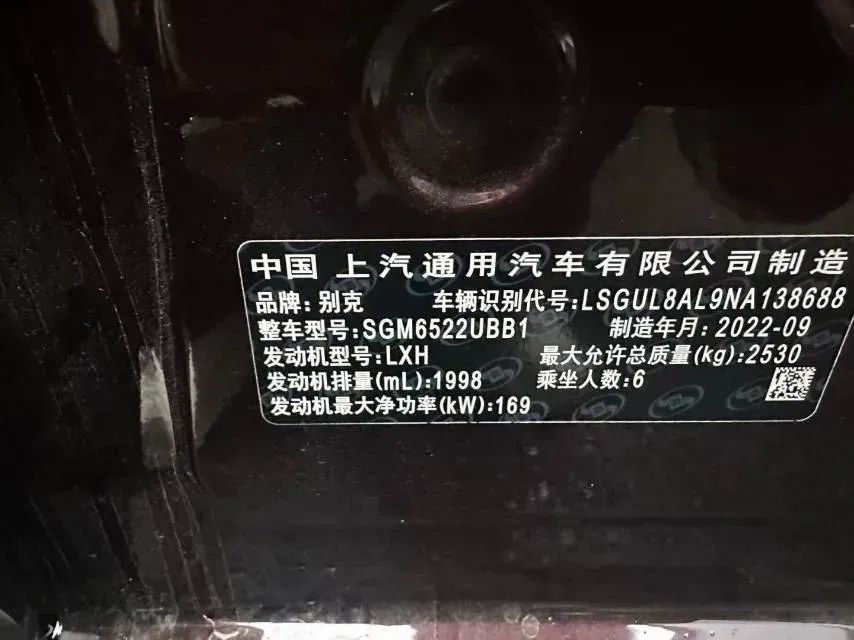 中国 上汽通用汽车有限公司制造
品牌:别克 车辆识别代号:LSGUL8AL9NA138688
整车型号:SGM6522UBB1 制造年月:2022-09
发动机型号:LXH 最大允许总质量(kg):2530
发动机排量(mL):1998 乘坐人数:6
发动机最大净功率(kW):169